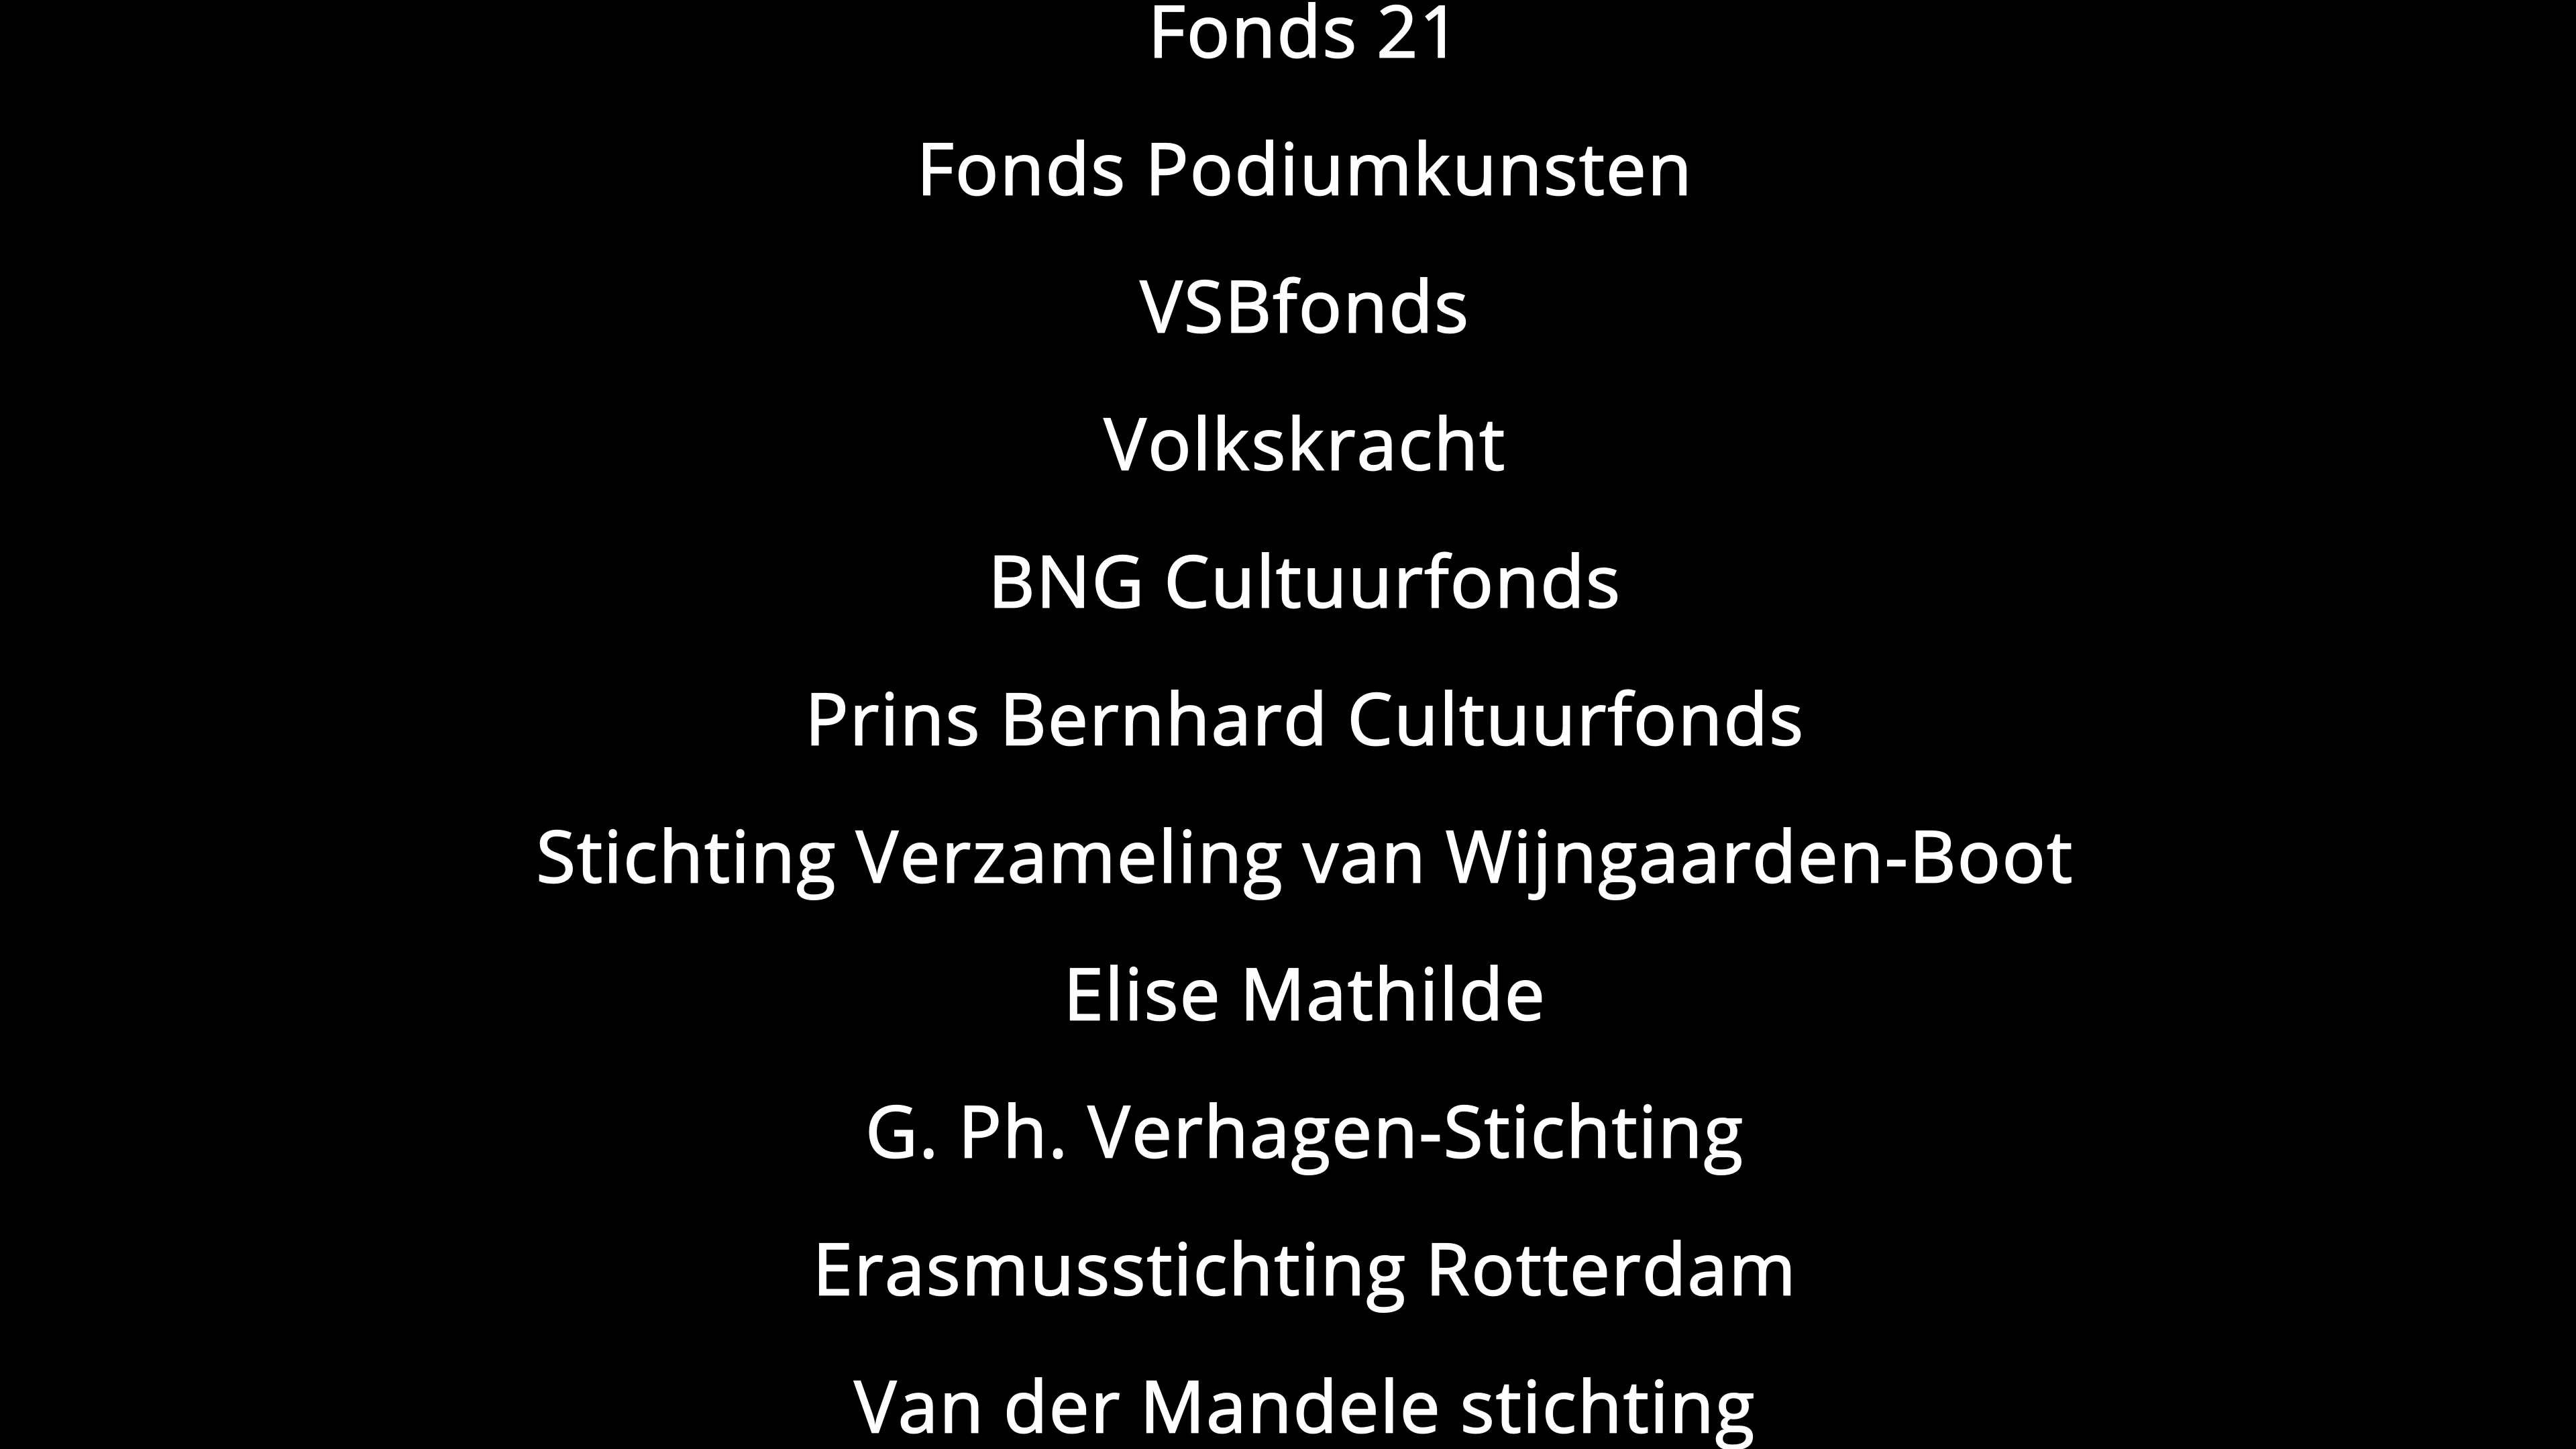 Fonds 21
Fonds Podiumkunsten
VSBfonds
Volkskracht
BNG Cultuurfonds
Prins Bernhard Cultuurfonds
Stichting Verzameling van Wijngaarden-Boot
Elise Mathilde
G. Ph. Verhagen-Stichting
Erasmusstichting Rotterdam
Van der Mandele stichting